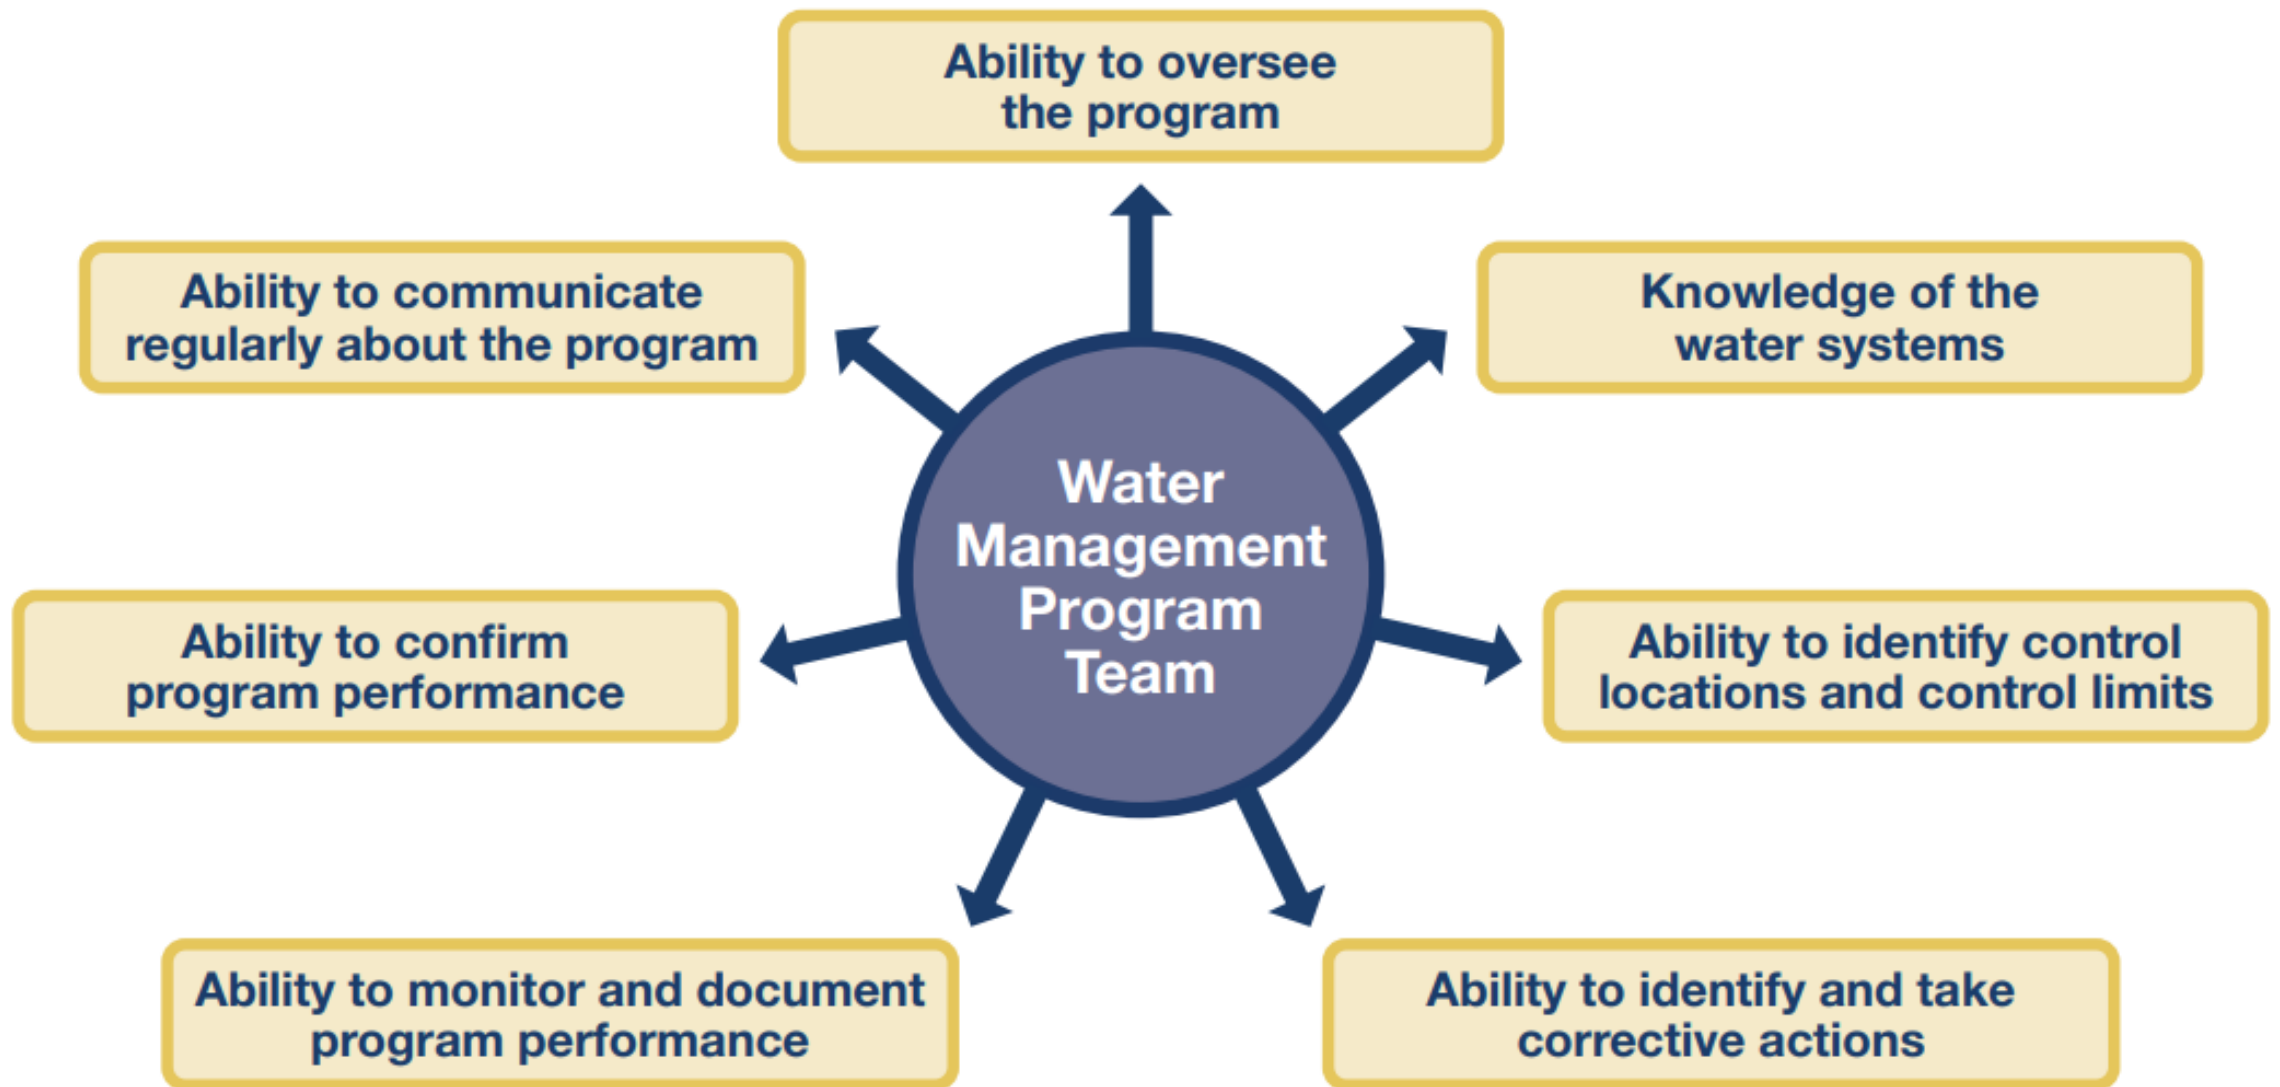 Ability to oversee
the program
Ability to communicate
regularly about the program
Knowledge of the
water systems
Water
Management
Program
Team
Ability to confirm
program performance
Ability to identify control
locations and control limits
Ability to monitor and document
program performance
Ability to identify and take
corrective actions